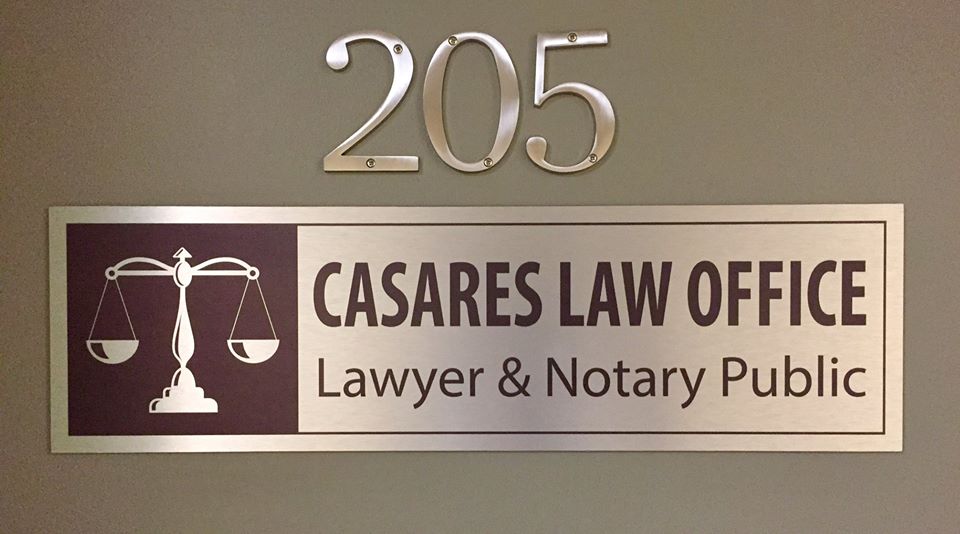 205
CASARES LAW OFFICE
Lawyer & Notary Public